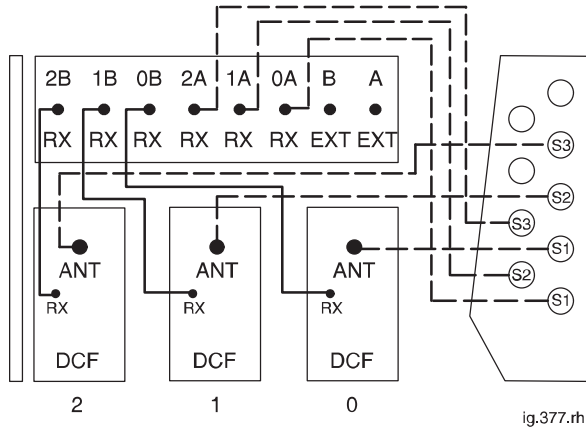 2B 1B 0B 2A 1A 0A B A
RX RX RX RX RX RX EXT EXT
S3
S2
S3
S1
S2
S1
ANT ANT ANT
RX RX RX
DCF DCF DCF
2 1 0
ig.377.rh